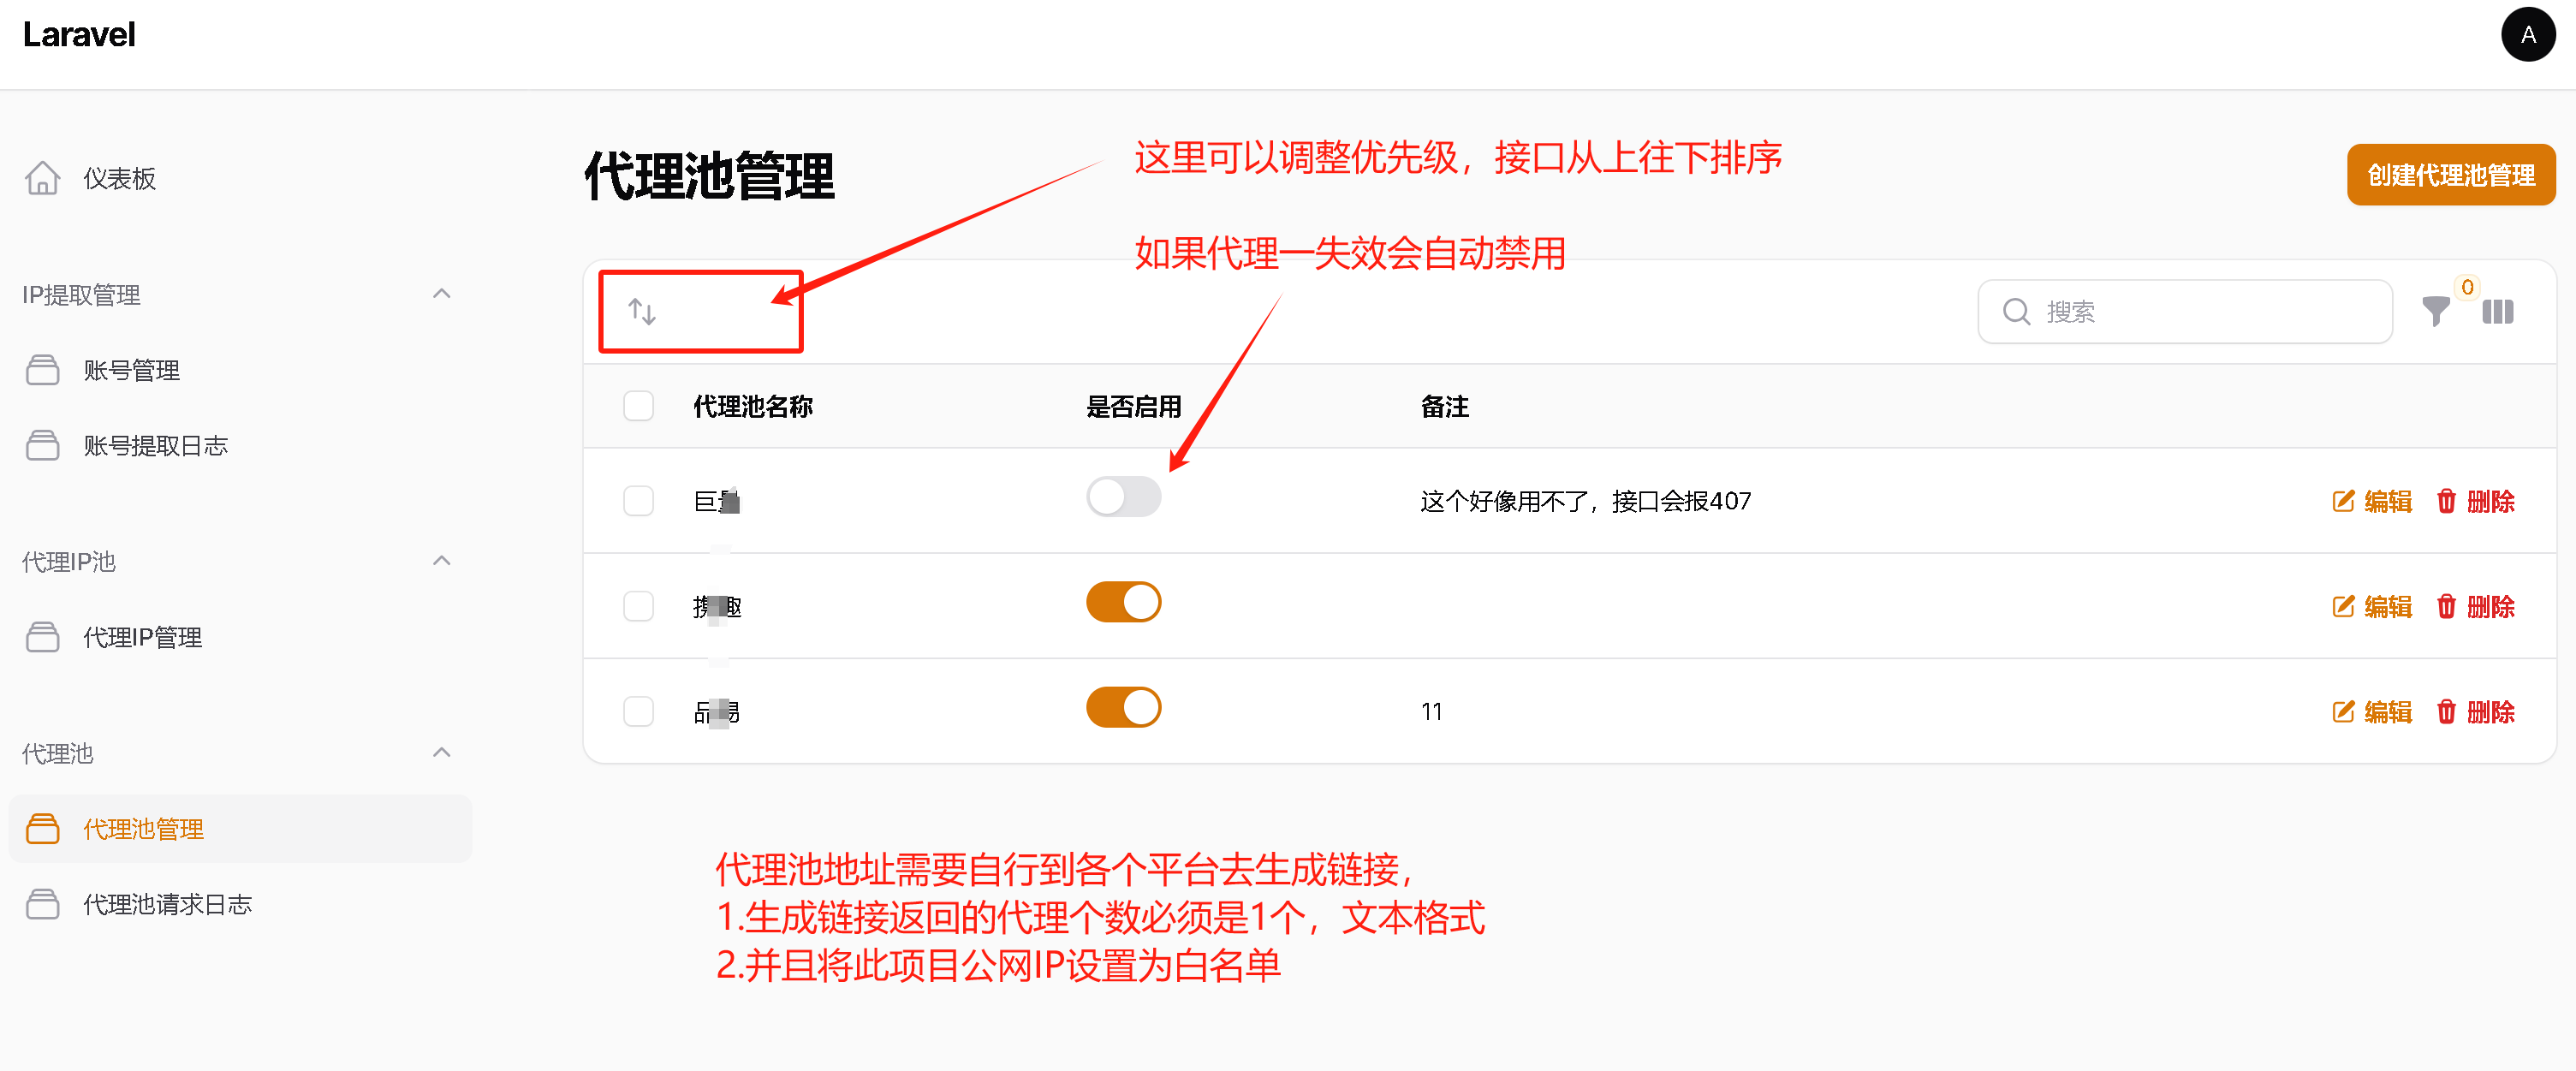 Laravel
A
仪表板
IP提取管理
账号管理
账号提取日志
代理IP池
代理IP管理
代理池
代理池管理
代理池请求日志
代理池管理
这里可以调整优先级，接口从上往下排序
创建代理池管理
如果代理一失效会自动禁用
搜索
0
代理池名称 是否启用 备注
巨 这个好像用不了，接口会报407 编辑 删除
编辑 删除
品 11 编辑 删除
代理池地址需要自行到各个平台去生成链接，
1.生成链接返回的代理个数必须是1个，文本格式
2.并且将此项目公网IP设置为白名单